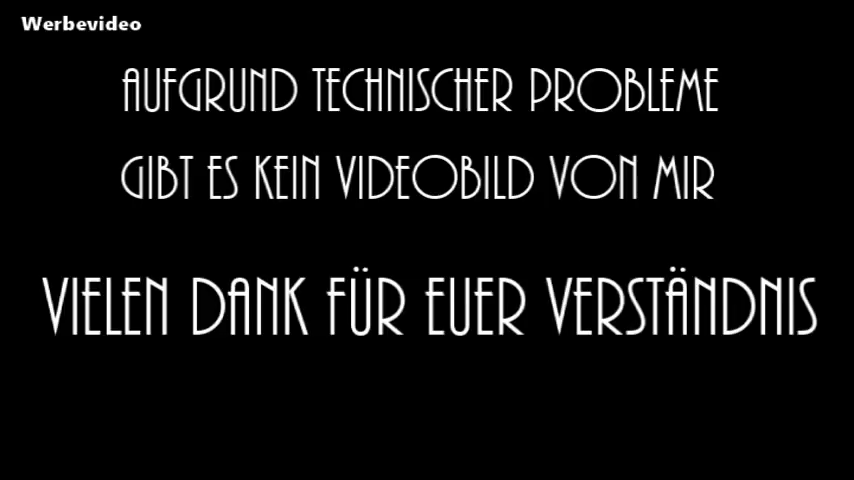 Werbevideo
AUFGRUND TECHNISCHER PROBLEME
GIBT ES KEIN VIDEOBILD VON MIR
VIELEN DANK FÜR EUER VERSTÄNDNIS